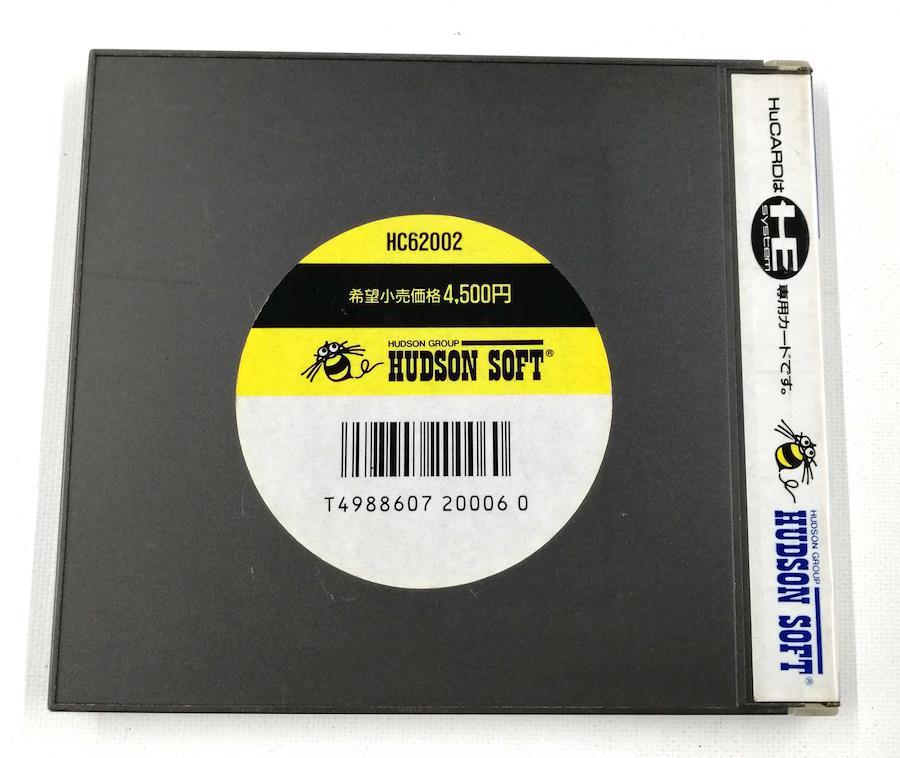 HC62002
希望小売価格4,500円
HUDSON GROUP
HUDSON SOFT®
T4988607 20006 0
HuCARDは HE system 専用カードです。
HUDSON GROUP
HUDSON SOFT®